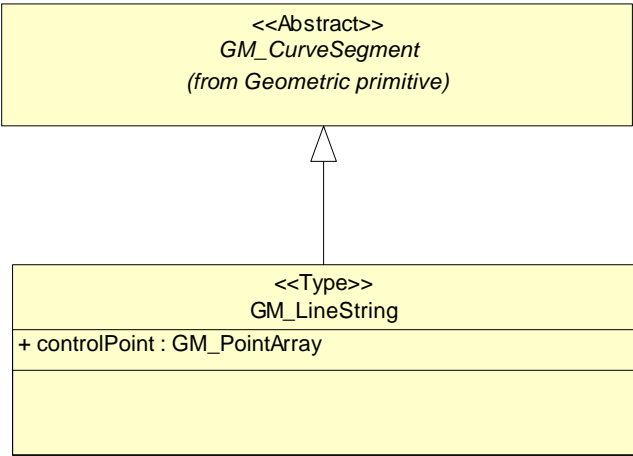 <<Abstract>>
GM_CurveSegment
(from Geometric primitive)
<<Type>>
GM_LineString
+ controlPoint : GM_PointArray